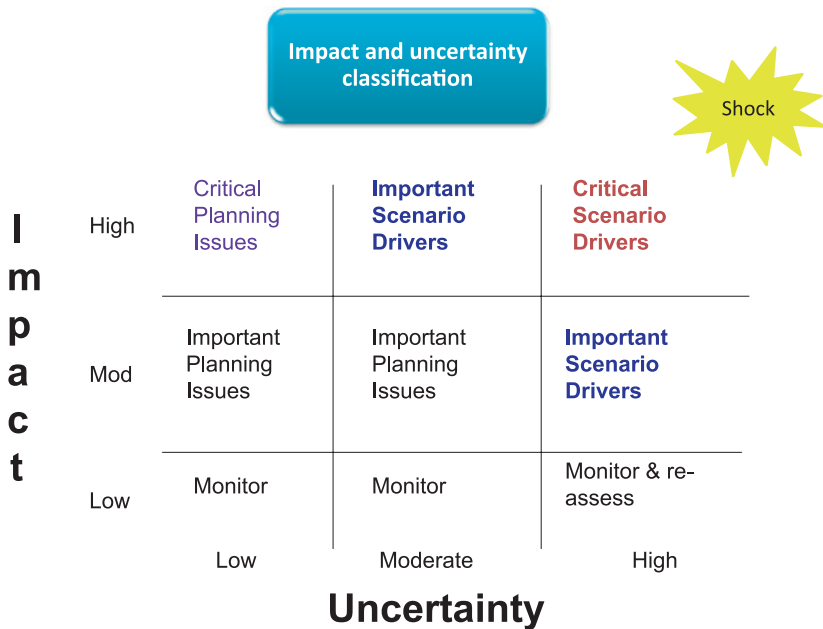 Impact and uncertainty
classification
Shock
Impact
High
Critical
Planning
Issues
Important
Scenario
Drivers
Critical
Scenario
Drivers
Mod
Important
Planning
Issues
Important
Planning
Issues
Important
Scenario
Drivers
Low
Monitor
Monitor
Monitor & re-
assess
Low
Moderate
High
Uncertainty